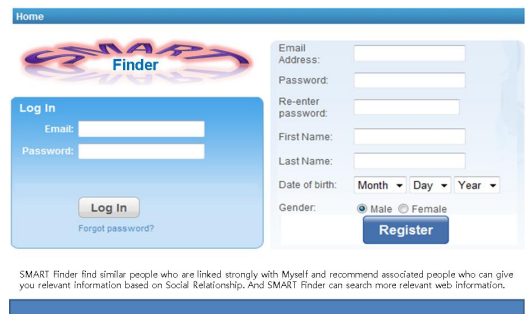 Home
SMART
Finder
Log In
Email:
Password:
Log In
Forgot password?
Email
Address:
Password:
Re-enter
password:
First Name:
Last Name:
Date of birth: Month Day Year
Gender: Male Female
Register
SMART Finder find similar people who are linked strongly with Myself and recommend associated people who can give
you relevant information based on Social Relationship. And SMART Finder can search more relevant web information.